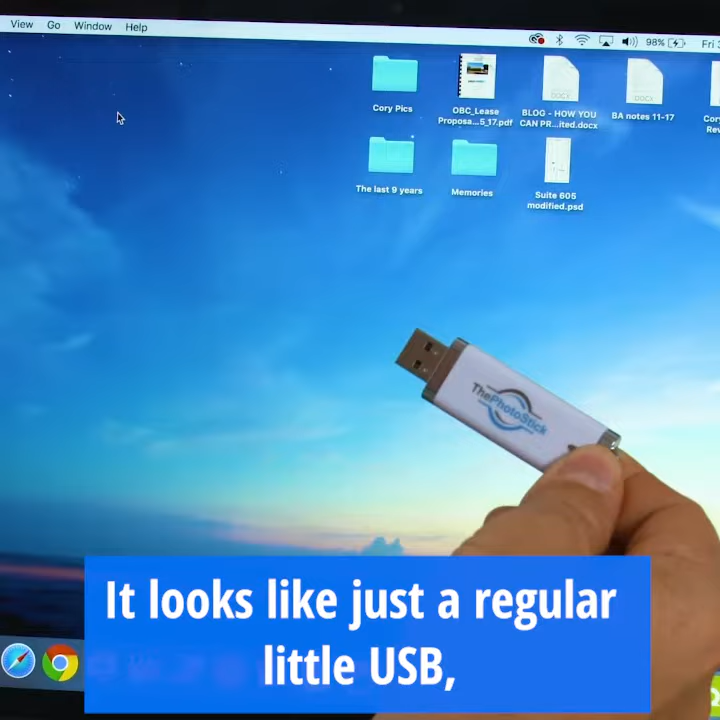 View Go Window Help
98%
Fri
Cory Pics
OBC_Lease
Proposa...5_17.pdf
BLOG - HOW YOU
CAN PR...ited.docx
BA notes 11-17
DOCX
DOCX
The last 9 years
Memories
Suite 605
modified.psd
ThePhotoStick
It looks like just a regular
little USB,